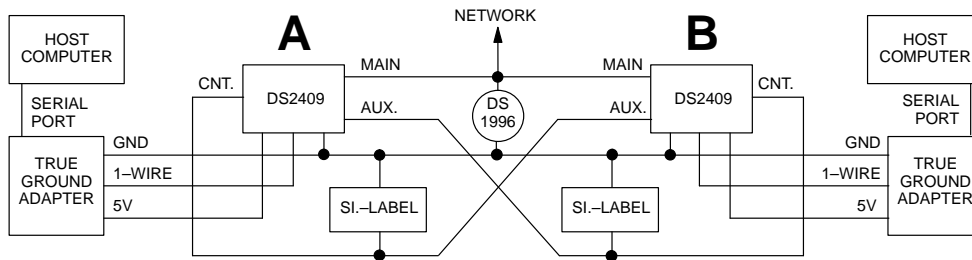 NETWORK
A
B
HOST
COMPUTER
HOST
COMPUTER
MAIN
MAIN
CNT.
DS2409
DS
1996
DS2409
CNT.
SERIAL
PORT
AUX.
AUX.
SERIAL
PORT
GND
GND
TRUE
GROUND
ADAPTER
1–WIRE
1–WIRE
TRUE
GROUND
ADAPTER
5V
SI.–LABEL
SI.–LABEL
5V